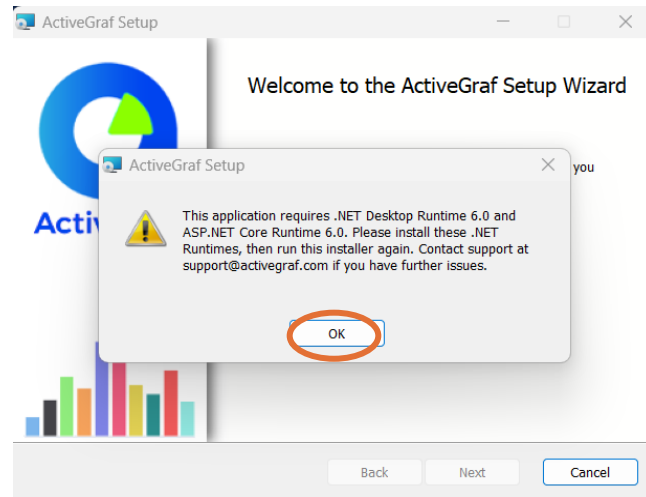 ActiveGraf Setup
Welcome to the ActiveGraf Setup Wizard
you
ActiveGraf Setup
This application requires .NET Desktop Runtime 6.0 and
ASP.NET Core Runtime 6.0. Please install these .NET
Runtimes, then run this installer again. Contact support at
support@activegraf.com if you have further issues.
Acti
OK
Back Next Cancel